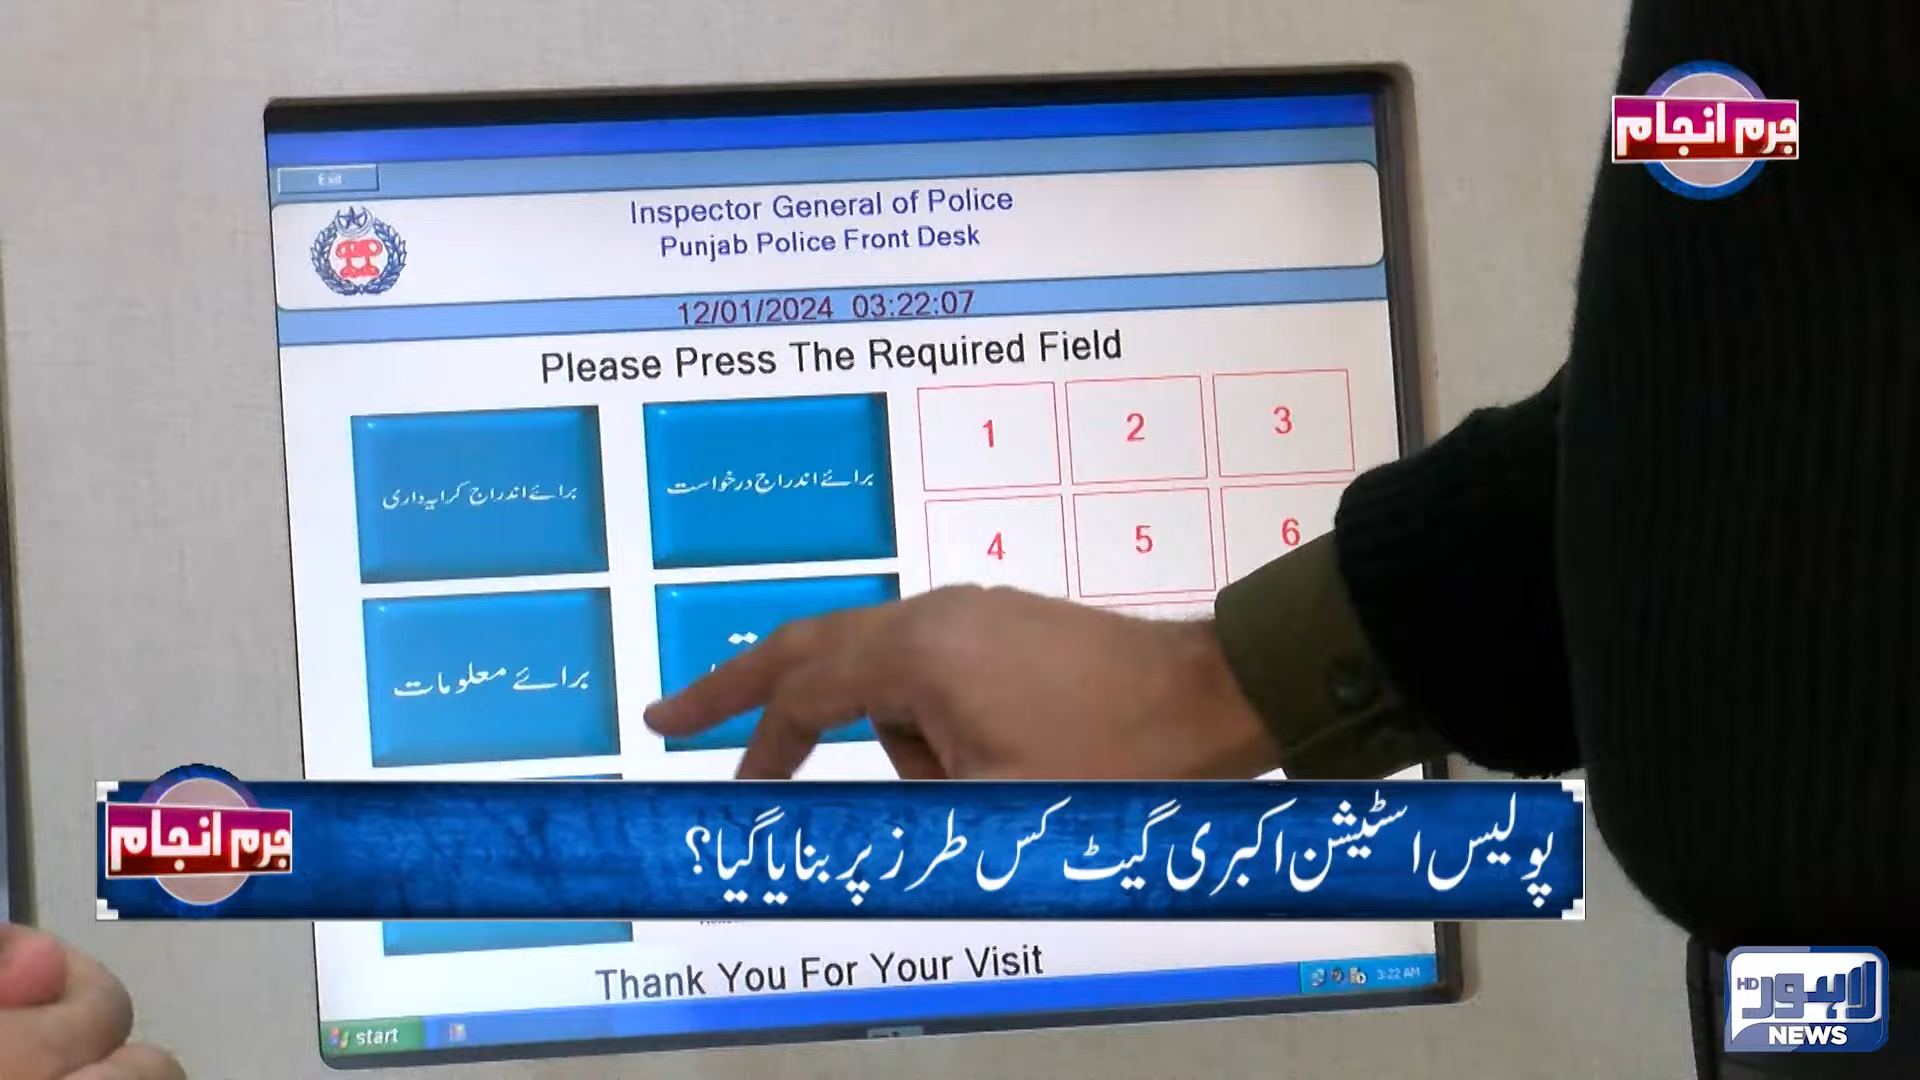 جرم انجام
Exit
Inspector General of Police
Punjab Police Front Desk
12/01/2024 03:22:07
Please Press The Required Field
برائے اندراج کرایہ داری
برائے اندراج درخواست
1 2 3
4 5 6
برائے معلومات
جرم انجام
پولیس اسٹیشن اکبری گیٹ کس طرز پر بنایا گیا؟
Thank You For Your Visit
3:22 AM
start
HD لاہور
NEWS